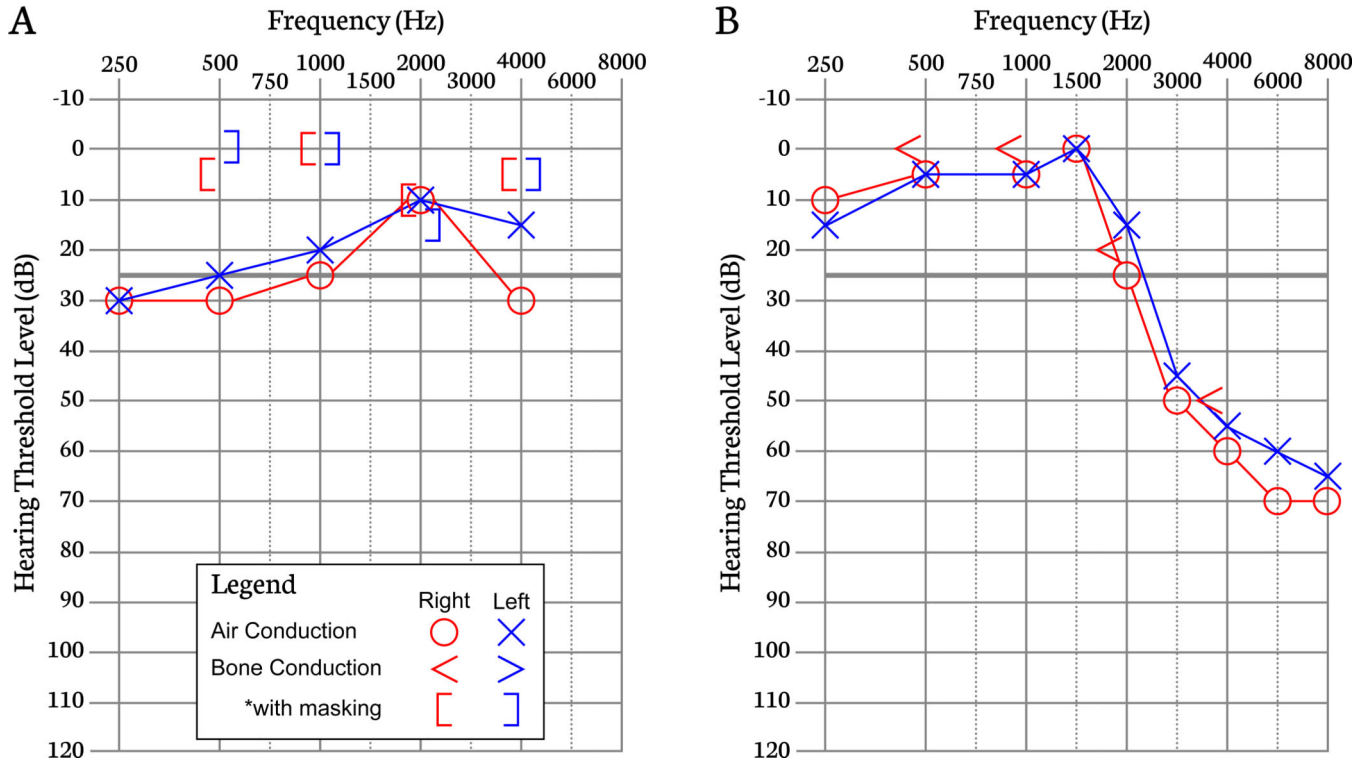 A
Frequency (Hz)
250 500 1000 2000 4000 8000
750 1500 3000 6000
Hearing Threshold Level (dB)
-10
0
10
20
30
40
50
60
70
80
90
100
110
120
Legend
Right Left
Air Conduction
Bone Conduction
*with masking
B
Frequency (Hz)
250 500 1000 1500 2000 4000 8000
750 3000 6000
Hearing Threshold Level (dB)
-10
0
10
20
30
40
50
60
70
80
90
100
110
120